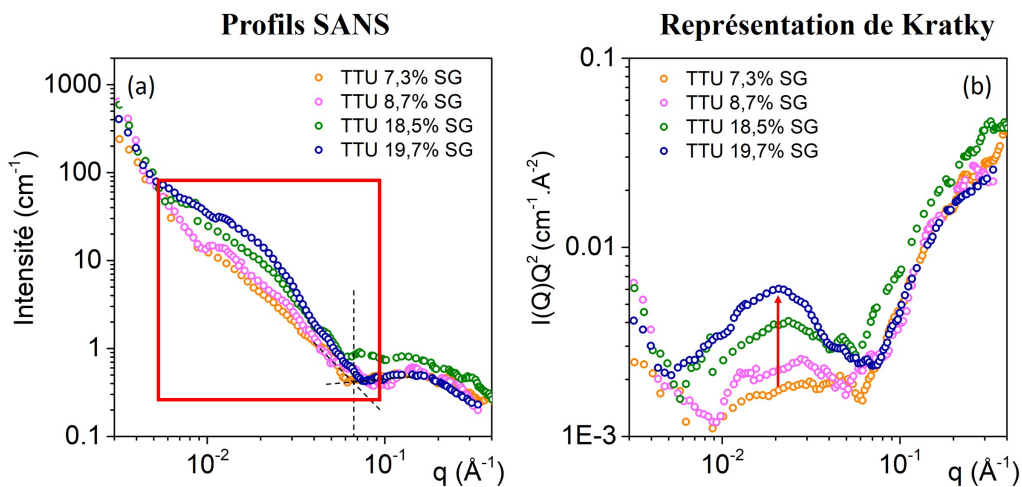 Profils SANS
Représentation de Kratky
(a)
TTU 7,3% SG
TTU 8,7% SG
TTU 18,5% SG
TTU 19,7% SG
1000
100
10
1
0.1
Intensité (cm⁻¹)
10⁻²
10⁻¹
q (Å⁻¹)
(b)
TTU 7,3% SG
TTU 8,7% SG
TTU 18,5% SG
TTU 19,7% SG
0.1
0.01
1E-3
I(Q)Q² (cm⁻¹.A⁻²)
10⁻²
10⁻¹
q (Å⁻¹)